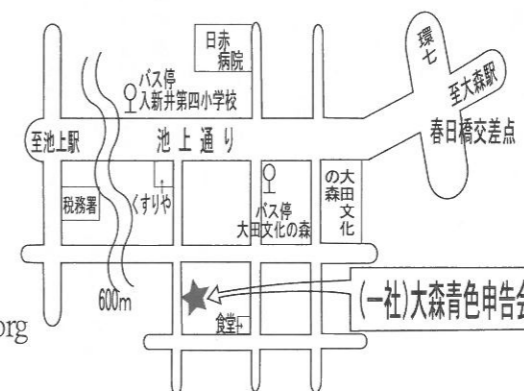 日赤
病院
環七
至大森駅
バス停
入新井第四小学校
春日橋交差点
至池上駅
池上通り
税務署
くすりや
バス停
大田文化の森
大田文化
の森
600m
(一社)大森青色申告会
食堂
org